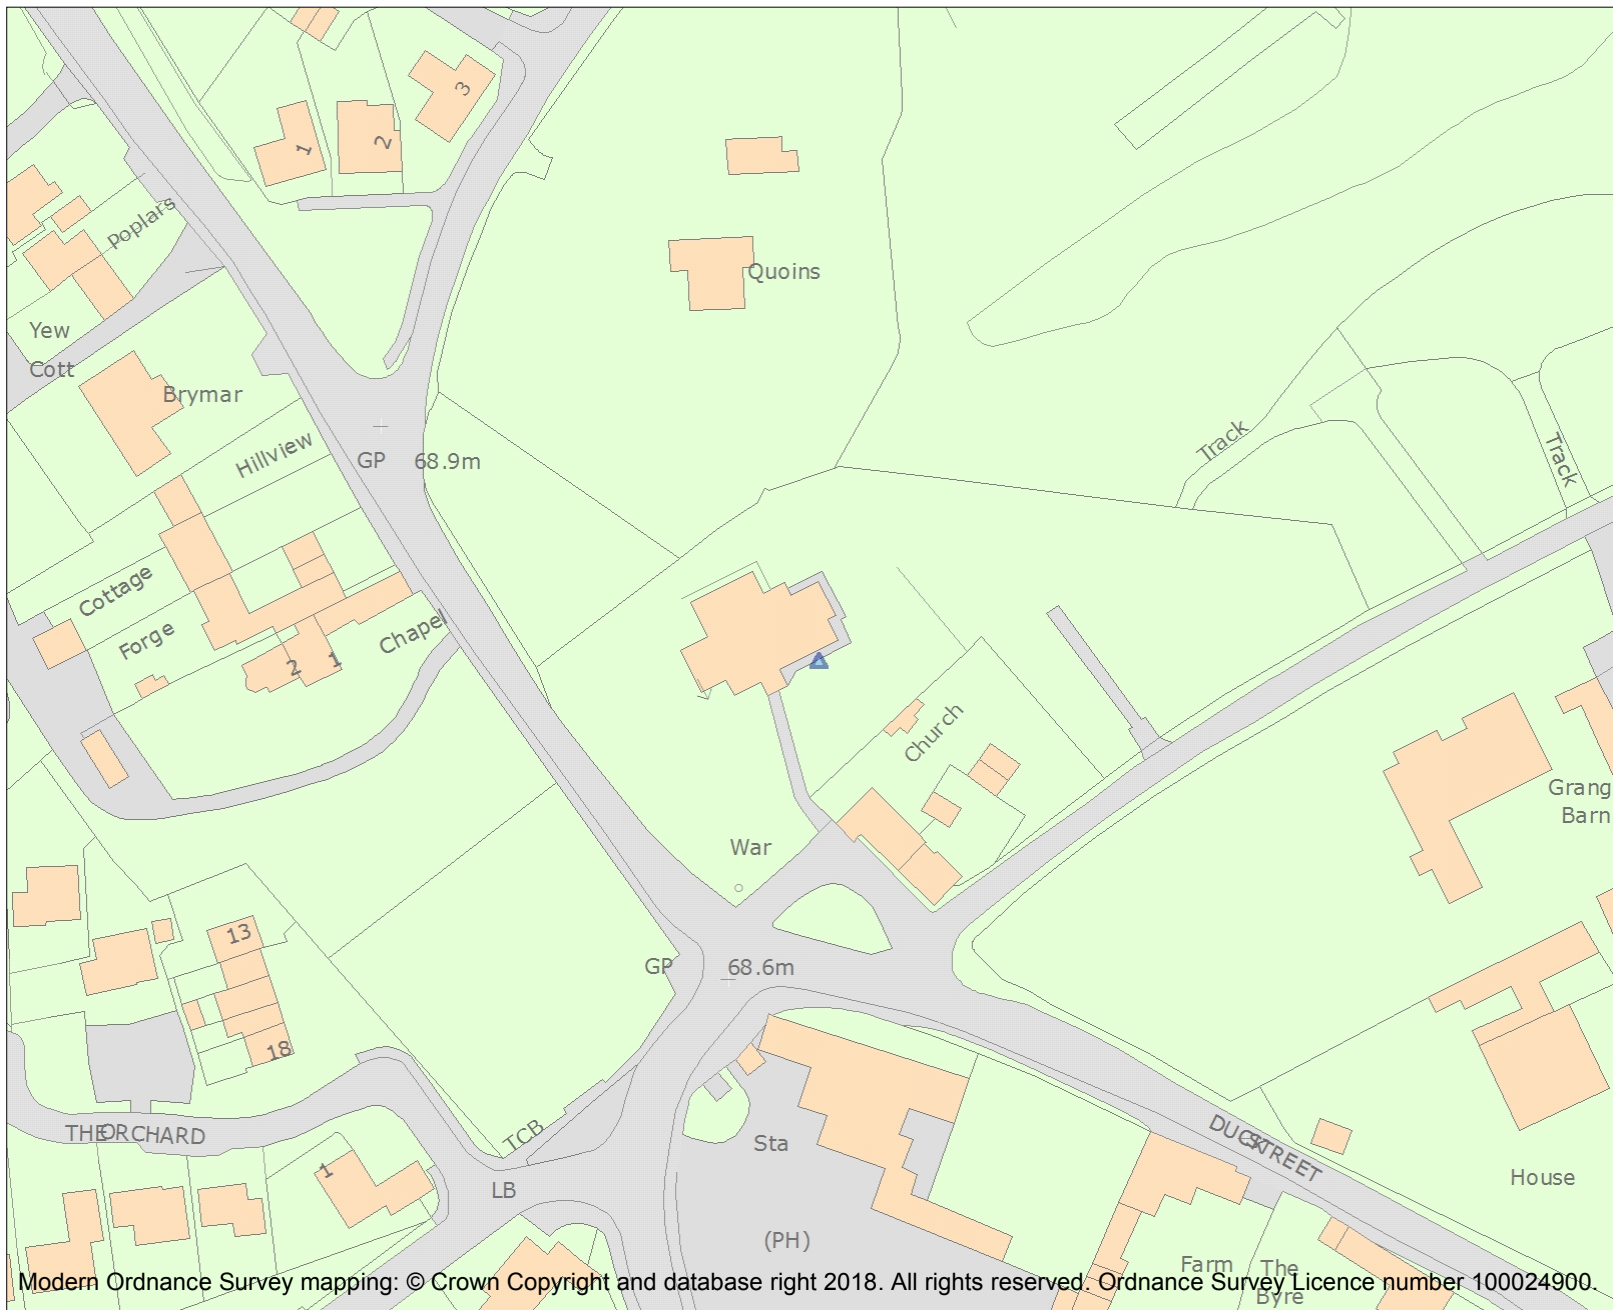 3
1
2
Poplars
Quoins
Yew
Cott
Brymar
Hillview
GP
68.9m
Track
Track
Cottage
Forge
Chapel
2
1
Church
Grang
Barn
War
13
GP
68.6m
18
THE ORCHARD
TCB
Sta
DUCK STREET
1
LB
House
(PH)
Farm
The
Byre
Modern Ordnance Survey mapping: © Crown Copyright and database right 2018. All rights reserved. Ordnance Survey Licence number 100024900.